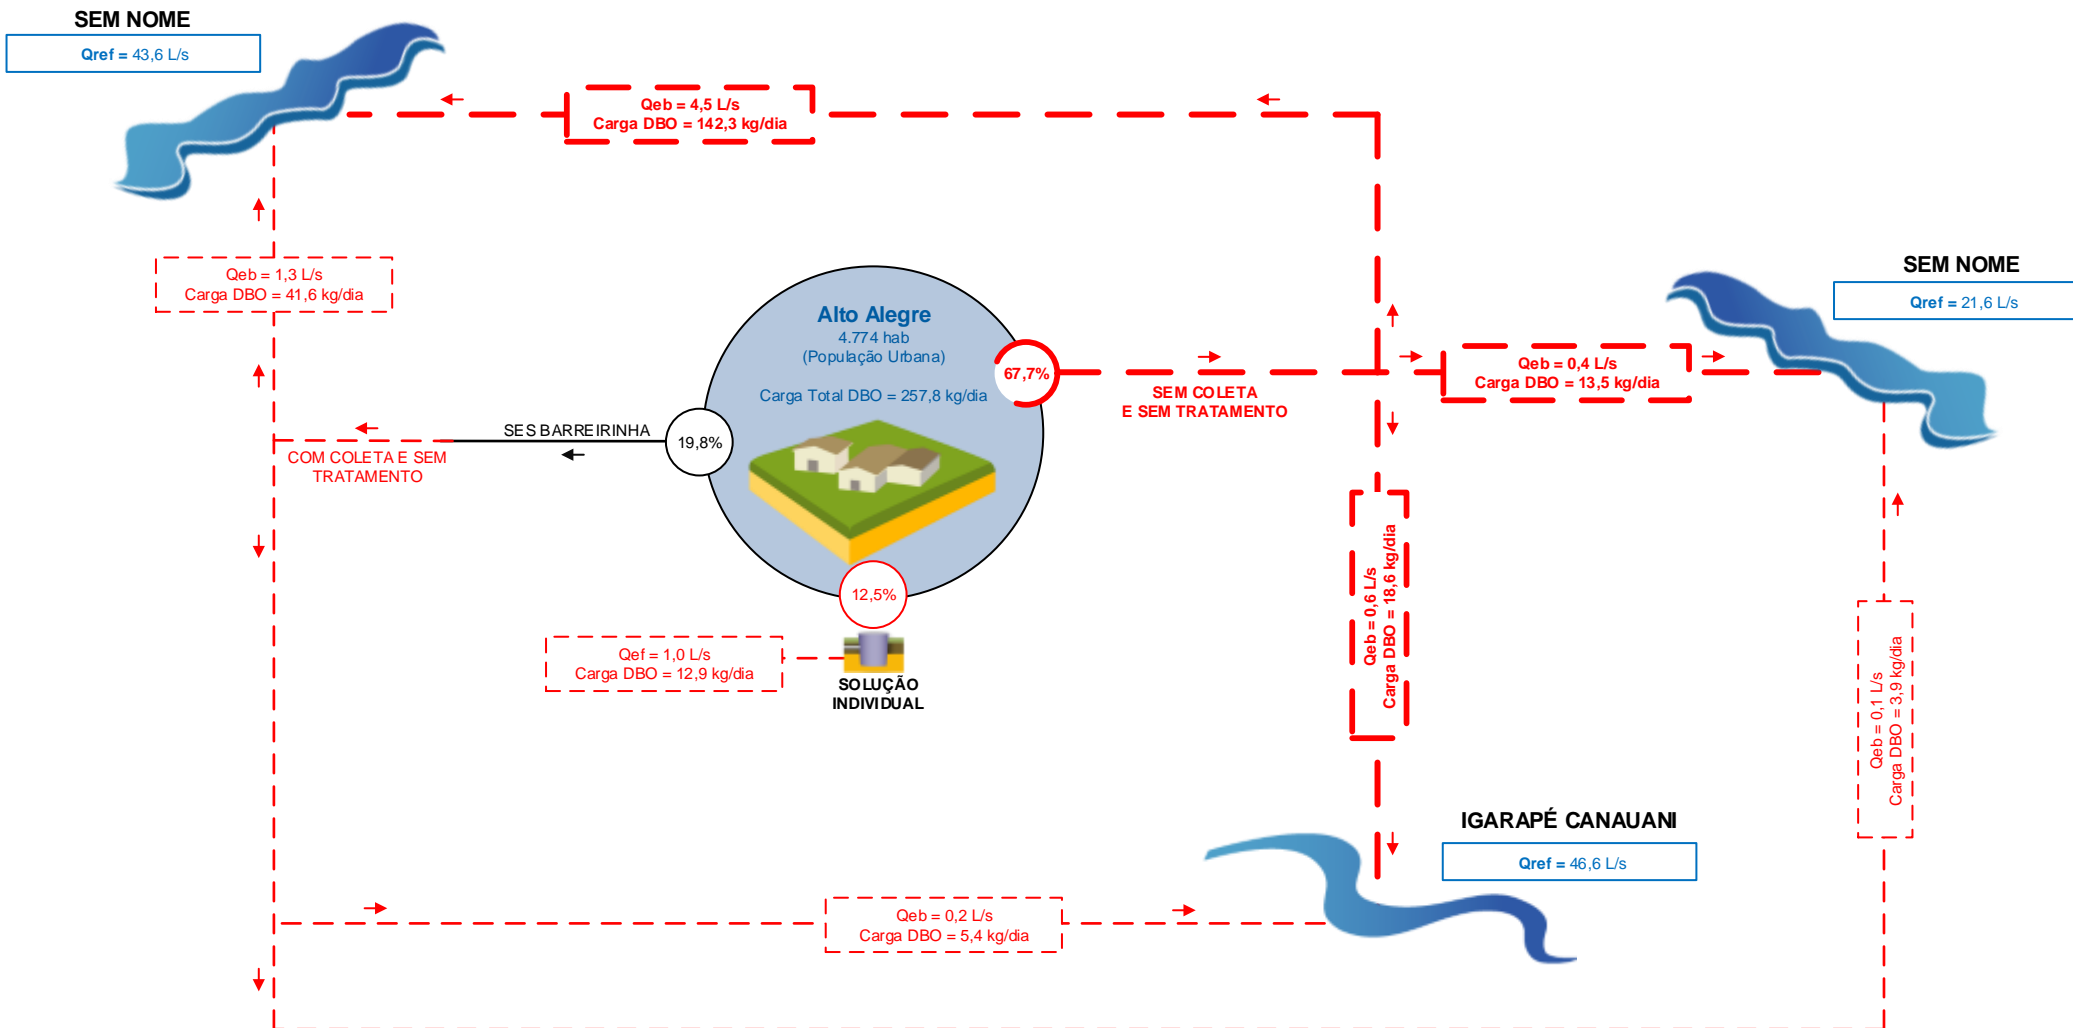 SEM NOME
Qref = 43,6 L/s
Qeb = 4,5 L/s
Carga DBO = 142,3 kg/dia
Qeb = 1,3 L/s
Carga DBO = 41,6 kg/dia
SEM NOME
Qref = 21,6 L/s
Alto Alegre
4.774 hab
(População Urbana)
Carga Total DBO = 257,8 kg/dia
67,7%
SEM COLETA
E SEM TRATAMENTO
Qeb = 0,4 L/s
Carga DBO = 13,5 kg/dia
SES BARREIRINHA
19,8%
COM COLETA E SEM
TRATAMENTO
12,5%
Qef = 1,0 L/s
Carga DBO = 12,9 kg/dia
SOLUÇÃO
INDIVIDUAL
Qeb = 0,6 L/s
Carga DBO = 18,6 kg/dia
Qeb = 0,1 L/s
Carga DBO = 3,9 kg/dia
IGARAPÉ CANAUANI
Qref = 46,6 L/s
Qeb = 0,2 L/s
Carga DBO = 5,4 kg/dia